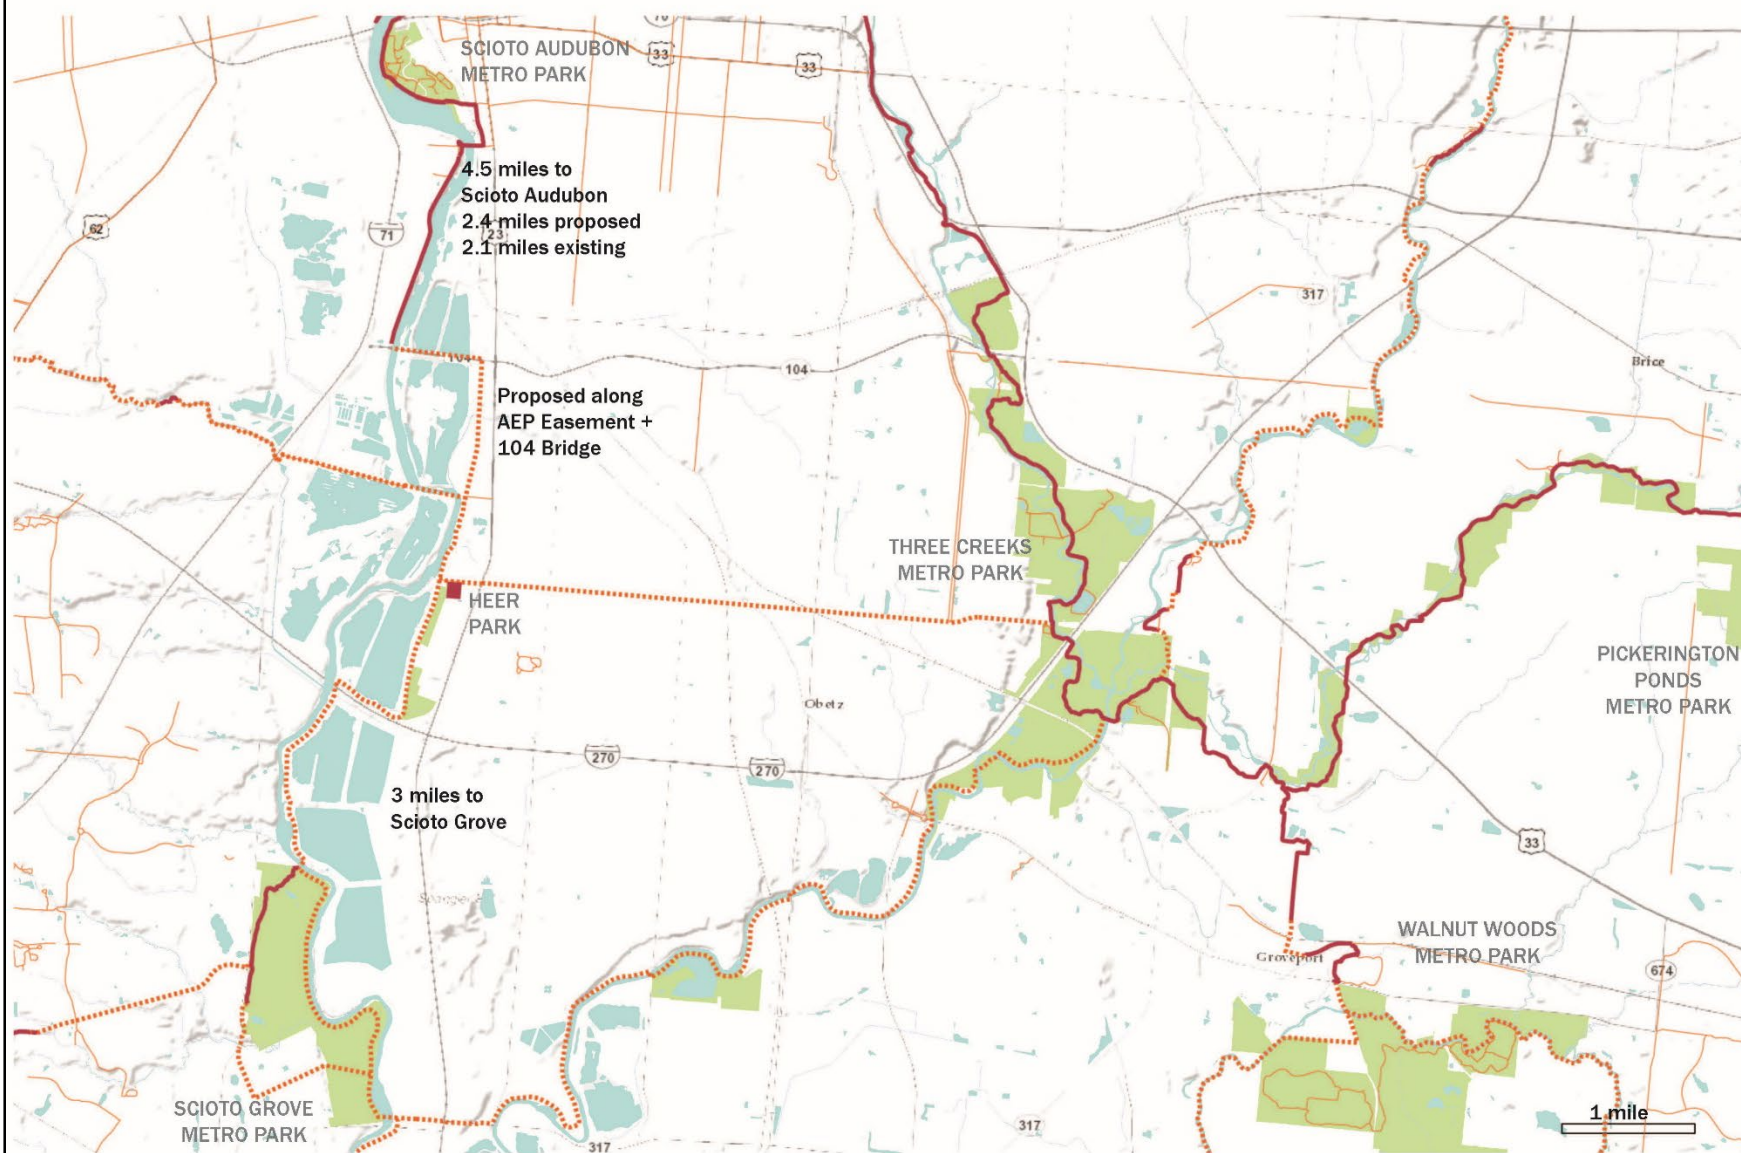 70
SCIOTO AUDUBON
METRO PARK
33
33
4.5 miles to
Scioto Audubon
2.4 miles proposed
2.1 miles existing
62
71
23
317
104
104
Brice
Proposed along
AEP Easement +
104 Bridge
THREE CREEKS
METRO PARK
HEER
PARK
PICKERINGTON
PONDS
METRO PARK
Obetz
270
270
3 miles to
Scioto Grove
33
WALNUT WOODS
METRO PARK
Groveport
674
SCIOTO GROVE
METRO PARK
317
317
1 mile